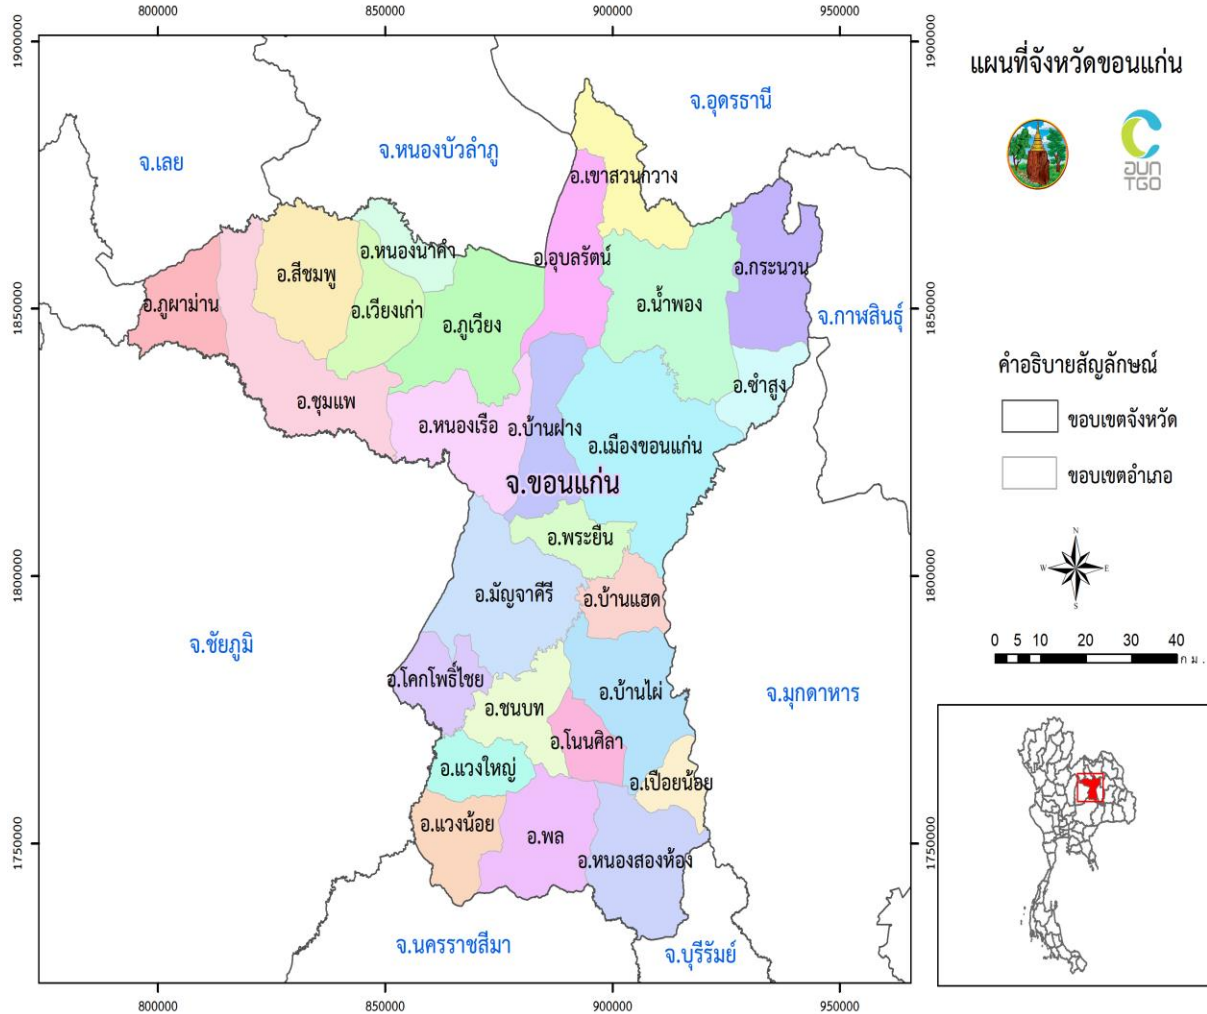 800000 850000 900000 950000
1900000 1900000
แผนที่จังหวัดขอนแก่น
จ.อุดรธานี
จ.หนองบัวลำภู
จ.เลย
อบก
TGO
อ.เขาสวนกวาง
อ.หนองนาคำ
อ.อุบลรัตน์
อ.กระนวน
อ.สีชมพู
อ.ภูผาม่าน
อ.เวียงเก่า
อ.น้ำพอง
1850000 1850000
จ.กาฬสินธุ์
อ.ภูเวียง
คำอธิบายสัญลักษณ์
อ.ซำสูง
อ.ชุมแพ
ขอบเขตจังหวัด
อ.หนองเรือ
อ.บ้านฝาง
อ.เมืองขอนแก่น
ขอบเขตอำเภอ
จ.ขอนแก่น
อ.พระยืน
N
W E
S
1800000 1800000
อ.มัญจาคีรี
อ.บ้านแฮด
จ.ชัยภูมิ
0 5 10 20 30 40
กม.
อ.โคกโพธิ์ไชย
อ.บ้านไผ่
จ.มุกดาหาร
อ.ชนบท
อ.โนนศิลา
อ.แวงใหญ่
อ.เปือยน้อย
อ.แวงน้อย
อ.พล
1750000 1750000
อ.หนองสองห้อง
จ.นครราชสีมา
จ.บุรีรัมย์
800000 850000 900000 950000